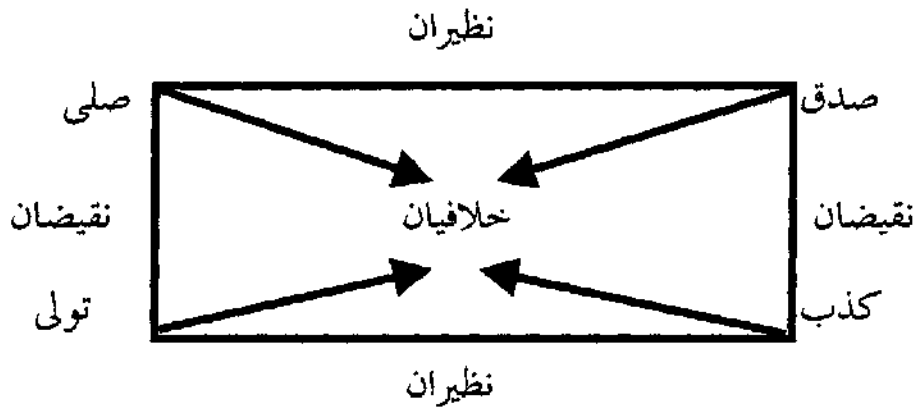 نظيران
صدق
صلى
نقيضان
خلافيان
نقيضان
كذب
تولى
نظيران